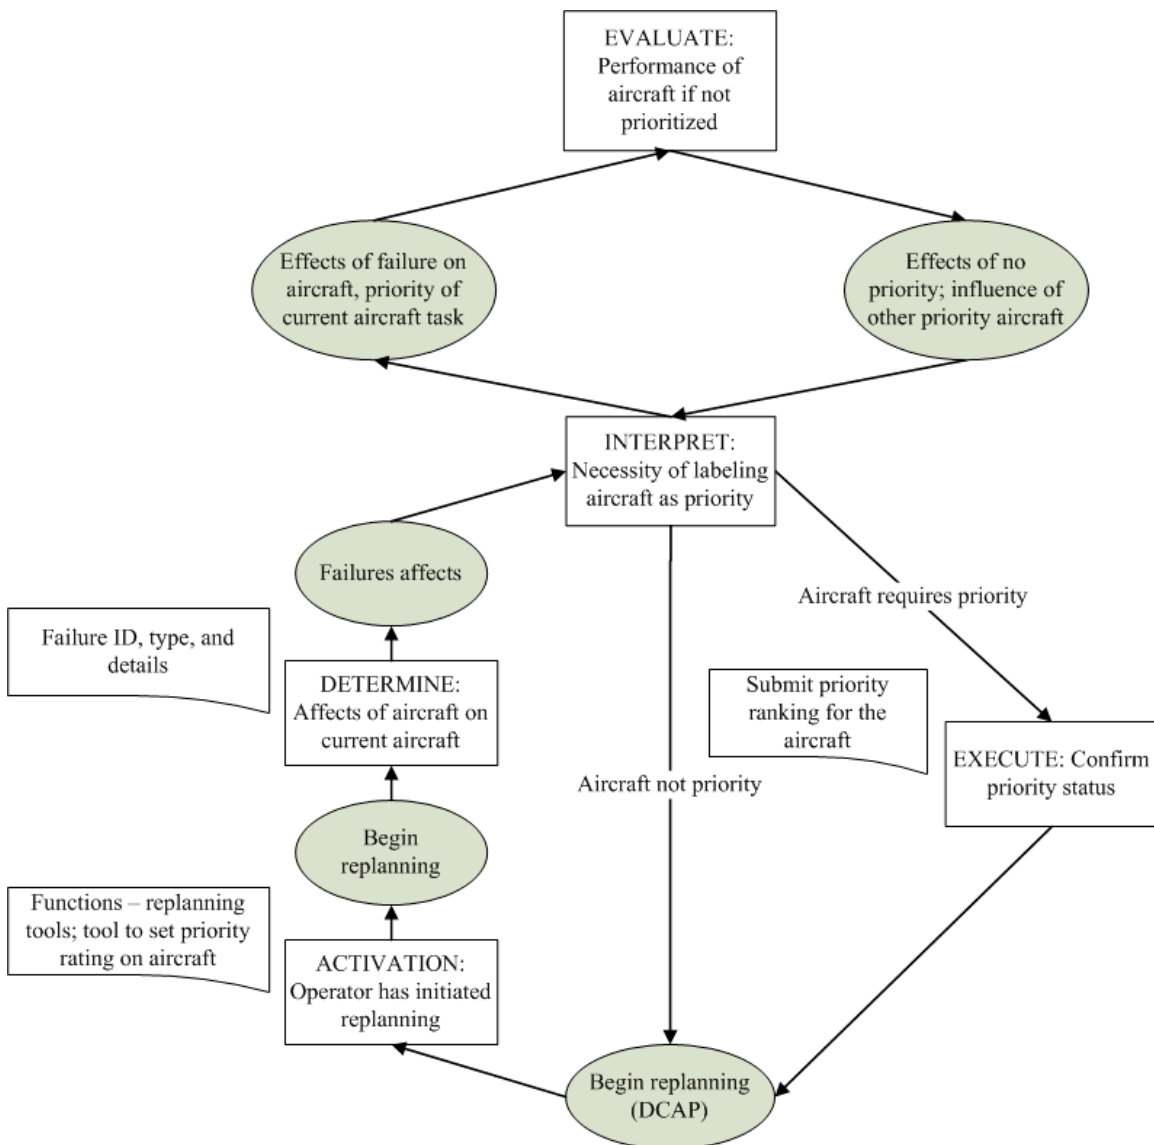 EVALUATE:
Performance of
aircraft if not
prioritized
Effects of failure on
aircraft, priority of
current aircraft task
Effects of no
priority; influence of
other priority aircraft
INTERPRET:
Necessity of labeling
aircraft as priority
Failures affects
Aircraft requires priority
Failure ID, type, and
details
DETERMINE:
Affects of aircraft on
current aircraft
Submit priority
ranking for the
aircraft
EXECUTE: Confirm
priority status
Aircraft not priority
Begin
replanning
Functions – replanning
tools; tool to set priority
rating on aircraft
ACTIVATION:
Operator has initiated
replanning
Begin replanning
(DCAP)